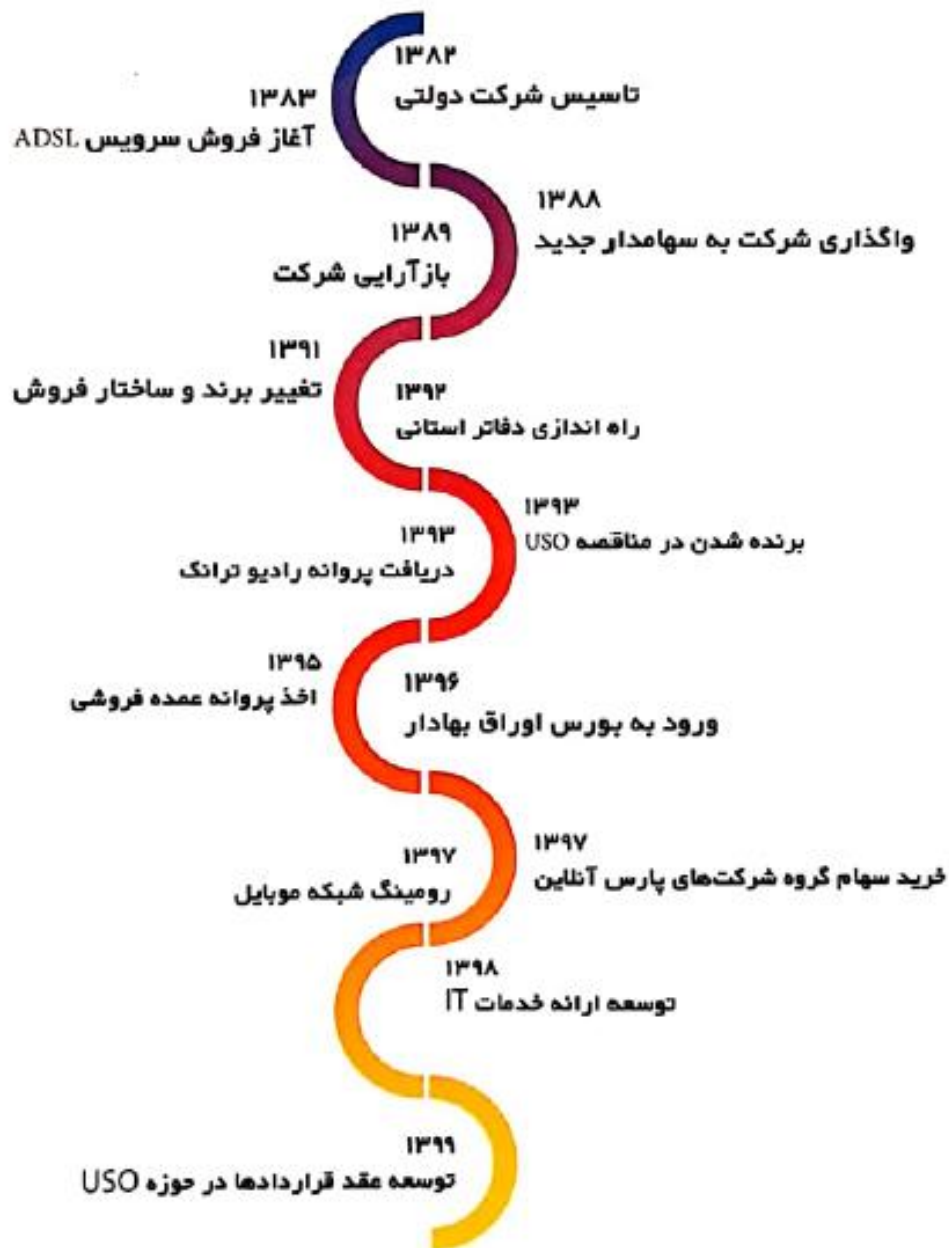 ۱۳۸۲
تاسیس شرکت دولتی
۱۳۸۳
آغاز فروش سرویس ADSL
۱۳۸۸
واگذاری شرکت به سهامدار جدید
۱۳۸۹
بازآرایی شرکت
۱۳۹۱
تغییر برند و ساختار فروش
۱۳۹۲
راه اندازی دفاتر استانی
۱۳۹۳
برنده شدن در مناقصه USO
۱۳۹۳
دریافت پروانه رادیو ترانک
۱۳۹۵
اخذ پروانه عمده فروشی
۱۳۹۶
ورود به بورس اوراق بهادار
۱۳۹۷
خرید سهام گروه شرکت‌های پارس آنلاین
۱۳۹۷
رومینگ شبکه موبایل
۱۳۹۸
توسعه ارائه خدمات IT
۱۳۹۹
توسعه عقد قراردادها در حوزه USO